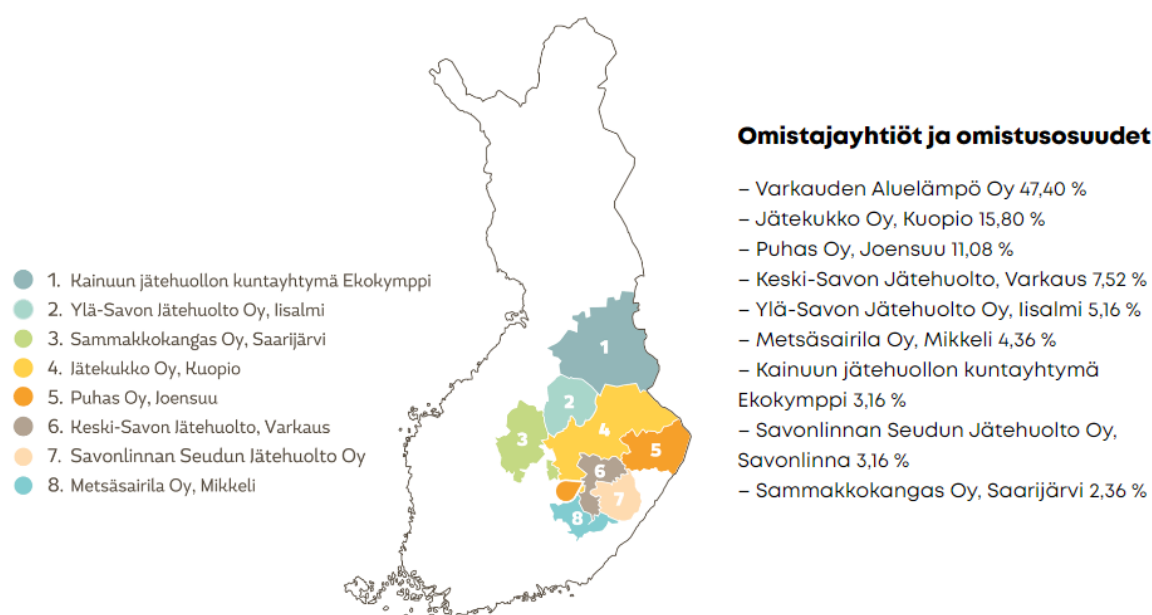 1. Kainuun jätehuollon kuntayhtymä Ekokymppi
2. Ylä-Savon Jätehuolto Oy, Iisalmi
3. Sammakkokangas Oy, Saarijärvi
4. Jätekukko Oy, Kuopio
5. Puhas Oy, Joensuu
6. Keski-Savon Jätehuolto, Varkaus
7. Savonlinnan Seudun Jätehuolto Oy
8. Metsäsairila Oy, Mikkeli
1
2
3
4
5
6
7
8
Omistajayhtiöt ja omistusosuudet
– Varkauden Aluelämpö Oy 47,40 %
– Jätekukko Oy, Kuopio 15,80 %
– Puhas Oy, Joensuu 11,08 %
– Keski-Savon Jätehuolto, Varkaus 7,52 %
– Ylä-Savon Jätehuolto Oy, Iisalmi 5,16 %
– Metsäsairila Oy, Mikkeli 4,36 %
– Kainuun jätehuollon kuntayhtymä
Ekokymppi 3,16 %
– Savonlinnan Seudun Jätehuolto Oy,
Savonlinna 3,16 %
– Sammakkokangas Oy, Saarijärvi 2,36 %